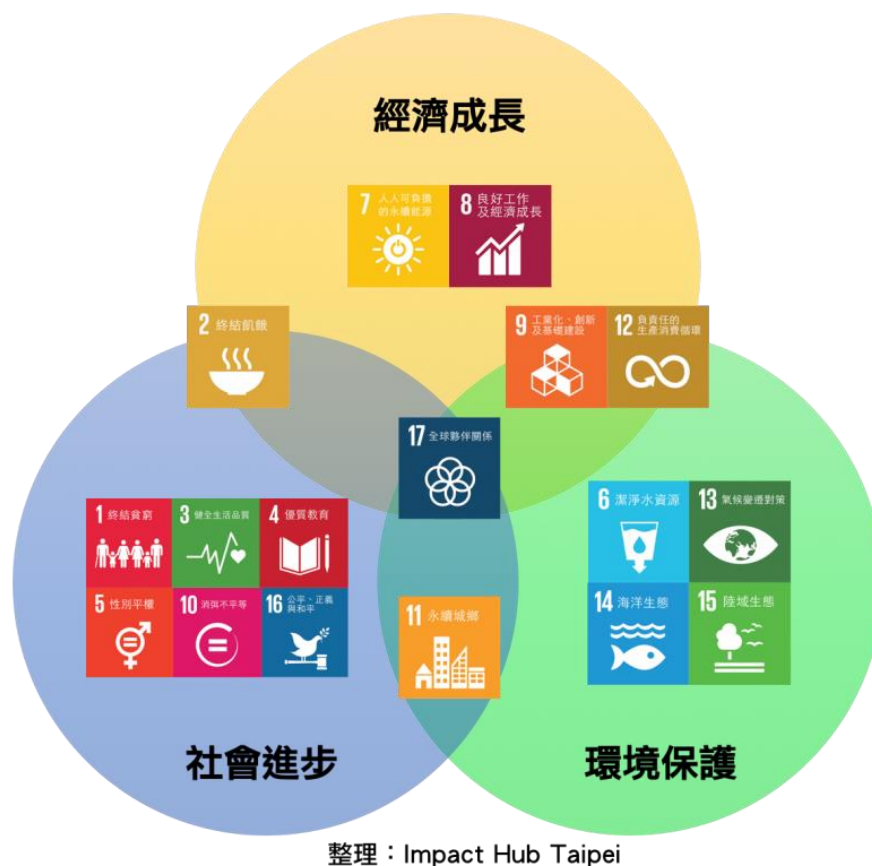 經濟成長
7 人人可負擔
的永續能源
8 良好工作
及經濟成長
2 終結飢餓
9 工業化、創新
及基礎建設
12 負責任的
生產消費循環
17 全球夥伴關係
1 終結貧窮
3 健全生活品質
4 優質教育
5 性別平權
10 消弭不平等
16 公平、正義
與和平
6 潔淨水資源
13 氣候變遷對策
14 海洋生態
15 陸域生態
11 永續城鄉
社會進步
環境保護
整理：Impact Hub Taipei